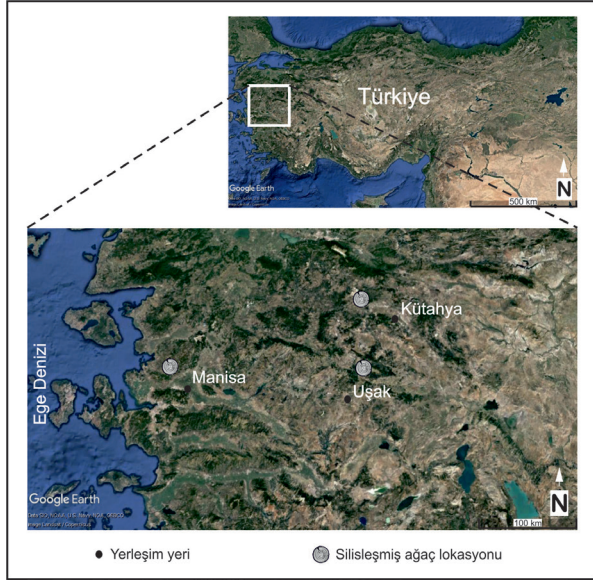 Türkiye
Google Earth
N
500 km
Kütahya
Manisa
Uşak
Ege Denizi
Google Earth
N
100 km
Yerleşim yeri
Silisleşmiş ağaç lokasyonu